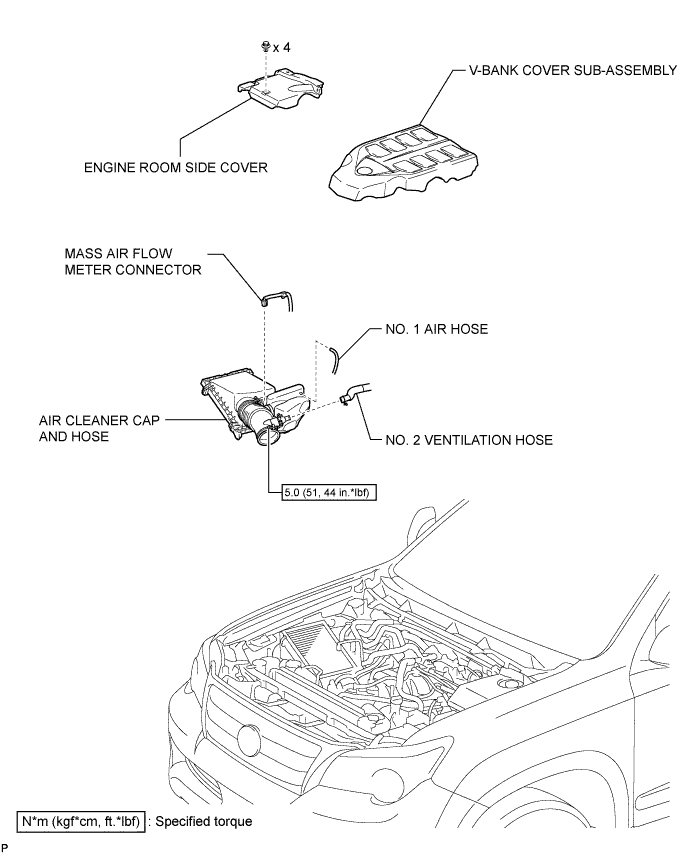 x 4
V-BANK COVER SUB-ASSEMBLY
ENGINE ROOM SIDE COVER
MASS AIR FLOW
METER CONNECTOR
NO. 1 AIR HOSE
AIR CLEANER CAP
AND HOSE
NO. 2 VENTILATION HOSE
5.0 (51, 44 in.*lbf)
N*m (kgf*cm, ft.*lbf) : Specified torque
P